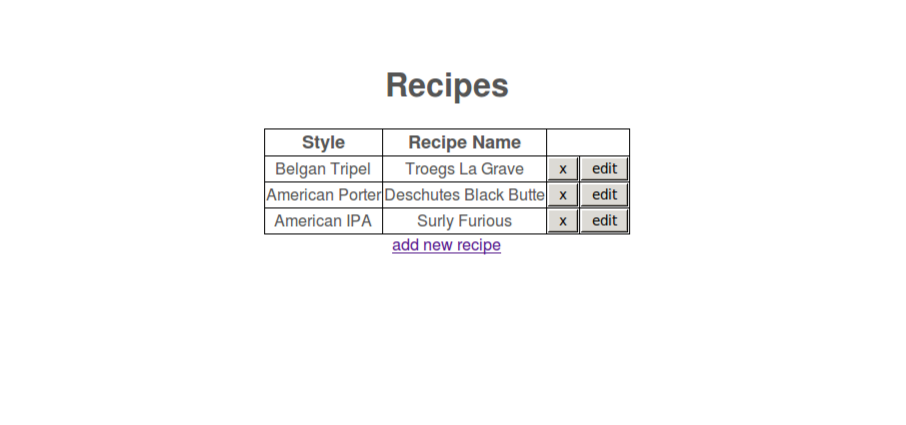 Recipes
Style Recipe Name
Belgan Tripel Troegs La Grave x edit
American Porter Deschutes Black Butte x edit
American IPA Surly Furious x edit
add new recipe